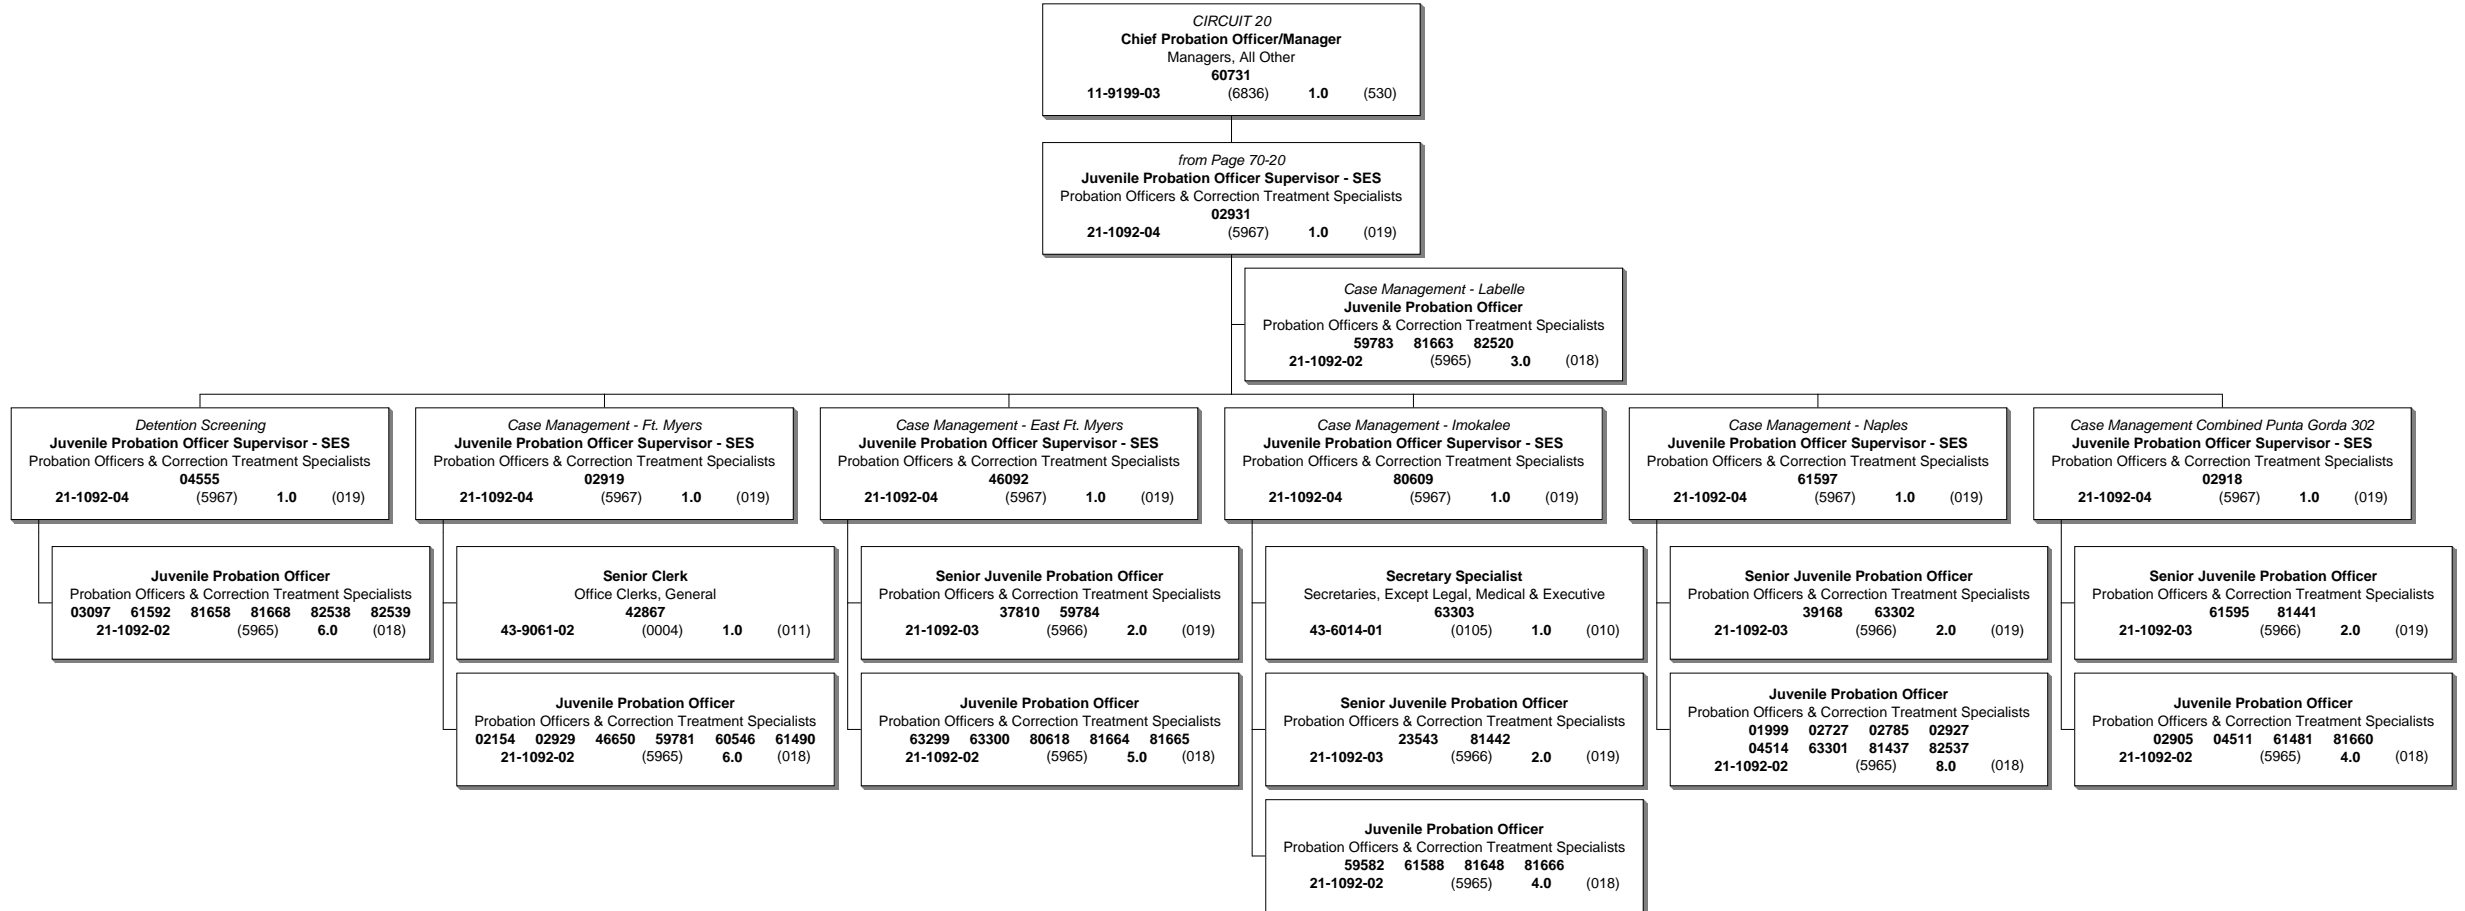 CIRCUIT 20
Chief Probation Officer/Manager
Managers, All Other
60731
11-9199-03 (6836) 1.0 (530)
from Page 70-20
Juvenile Probation Officer Supervisor - SES
Probation Officers & Correction Treatment Specialists
02931
21-1092-04 (5967) 1.0 (019)
Case Management - Labelle
Juvenile Probation Officer
Probation Officers & Correction Treatment Specialists
59783 81663 82520
21-1092-02 (5965) 3.0 (018)
Detention Screening
Juvenile Probation Officer Supervisor - SES
Probation Officers & Correction Treatment Specialists
04555
21-1092-04 (5967) 1.0 (019)
Juvenile Probation Officer
Probation Officers & Correction Treatment Specialists
03097 61592 81658 81668 82538 82539
21-1092-02 (5965) 6.0 (018)
Case Management - Ft. Myers
Juvenile Probation Officer Supervisor - SES
Probation Officers & Correction Treatment Specialists
02919
21-1092-04 (5967) 1.0 (019)
Senior Clerk
Office Clerks, General
42867
43-9061-02 (0004) 1.0 (011)
Juvenile Probation Officer
Probation Officers & Correction Treatment Specialists
02154 02929 46650 59781 60546 61490
21-1092-02 (5965) 6.0 (018)
Case Management - East Ft. Myers
Juvenile Probation Officer Supervisor - SES
Probation Officers & Correction Treatment Specialists
46092
21-1092-04 (5967) 1.0 (019)
Senior Juvenile Probation Officer
Probation Officers & Correction Treatment Specialists
37810 59784
21-1092-03 (5966) 2.0 (019)
Juvenile Probation Officer
Probation Officers & Correction Treatment Specialists
63299 63300 80618 81664 81665
21-1092-02 (5965) 5.0 (018)
Case Management - Imokalee
Juvenile Probation Officer Supervisor - SES
Probation Officers & Correction Treatment Specialists
80609
21-1092-04 (5967) 1.0 (019)
Secretary Specialist
Secretaries, Except Legal, Medical & Executive
63303
43-6014-01 (0105) 1.0 (010)
Senior Juvenile Probation Officer
Probation Officers & Correction Treatment Specialists
23543 81442
21-1092-03 (5966) 2.0 (019)
Juvenile Probation Officer
Probation Officers & Correction Treatment Specialists
59582 61588 81648 81666
21-1092-02 (5965) 4.0 (018)
Case Management - Naples
Juvenile Probation Officer Supervisor - SES
Probation Officers & Correction Treatment Specialists
61597
21-1092-04 (5967) 1.0 (019)
Senior Juvenile Probation Officer
Probation Officers & Correction Treatment Specialists
39168 63302
21-1092-03 (5966) 2.0 (019)
Juvenile Probation Officer
Probation Officers & Correction Treatment Specialists
01999 02727 02785 02927
04514 63301 81437 82537
21-1092-02 (5965) 8.0 (018)
Case Management Combined Punta Gorda 302
Juvenile Probation Officer Supervisor - SES
Probation Officers & Correction Treatment Specialists
02918
21-1092-04 (5967) 1.0 (019)
Senior Juvenile Probation Officer
Probation Officers & Correction Treatment Specialists
61595 81441
21-1092-03 (5966) 2.0 (019)
Juvenile Probation Officer
Probation Officers & Correction Treatment Specialists
02905 04511 61481 81660
21-1092-02 (5965) 4.0 (018)